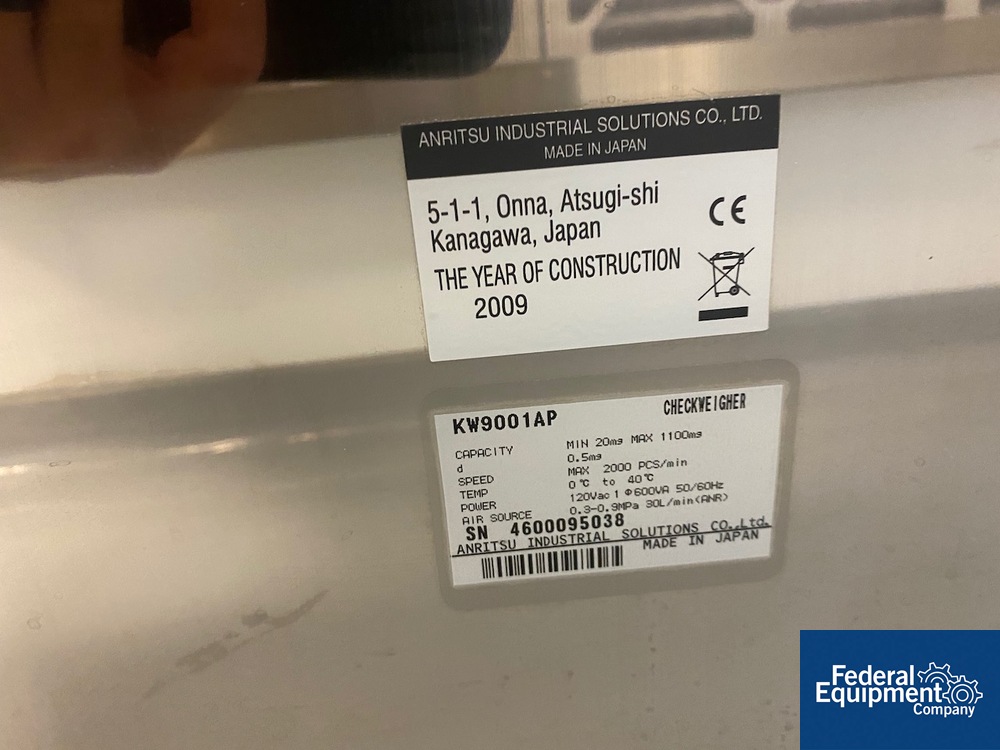 ANRITSU INDUSTRIAL SOLUTIONS CO., LTD.
MADE IN JAPAN
5-1-1, Onna, Atsugi-shi
Kanagawa, Japan
CE
THE YEAR OF CONSTRUCTION
2009
KW9001AP CHECKWEIGHER
CAPACITY MIN 20mg MAX 1100mg
d 0.5mg
SPEED MAX 2000 PCS/min
TEMP 0℃ to 40℃
POWER 120Vac 1Φ600VA 50/60Hz
AIR SOURCE 0.3-0.9MPa 30L/min(ANR)
SN 4600095038
ANRITSU INDUSTRIAL SOLUTIONS CO.,Ltd.
MADE IN JAPAN
Federal
Equipment
Company